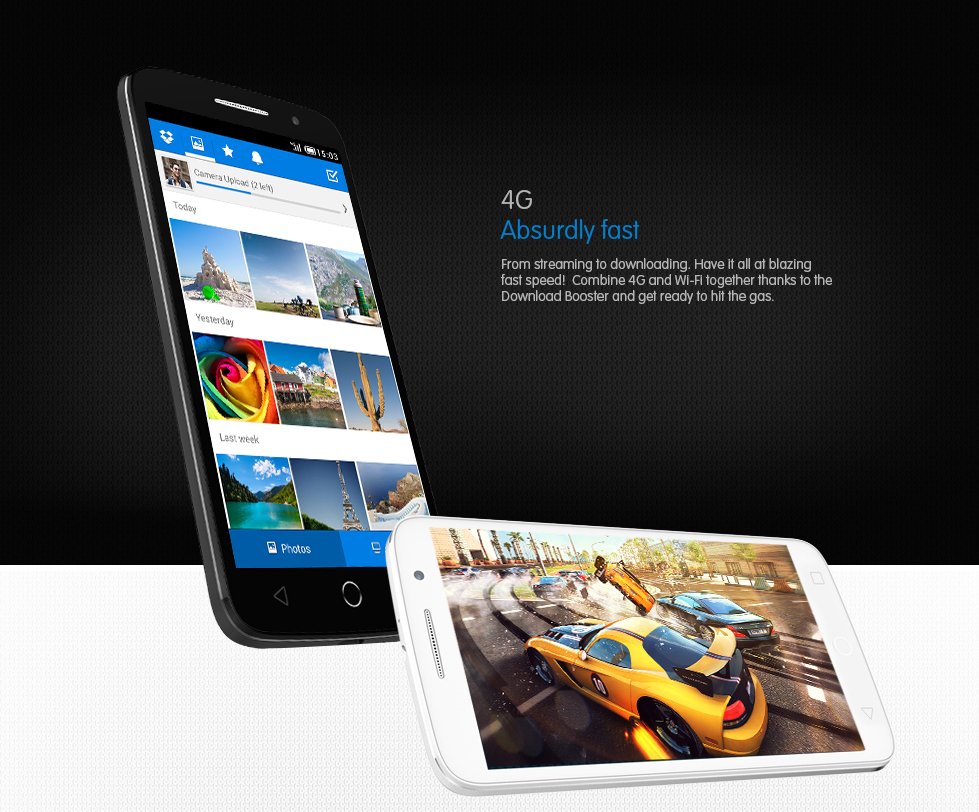 15:03
Camera Upload (2 left)
Today
Yesterday
Last week
Photos
4G
Absurdly fast
From streaming to downloading. Have it all at blazing
fast speed! Combine 4G and Wi-Fi together thanks to the
Download Booster and get ready to hit the gas.
10